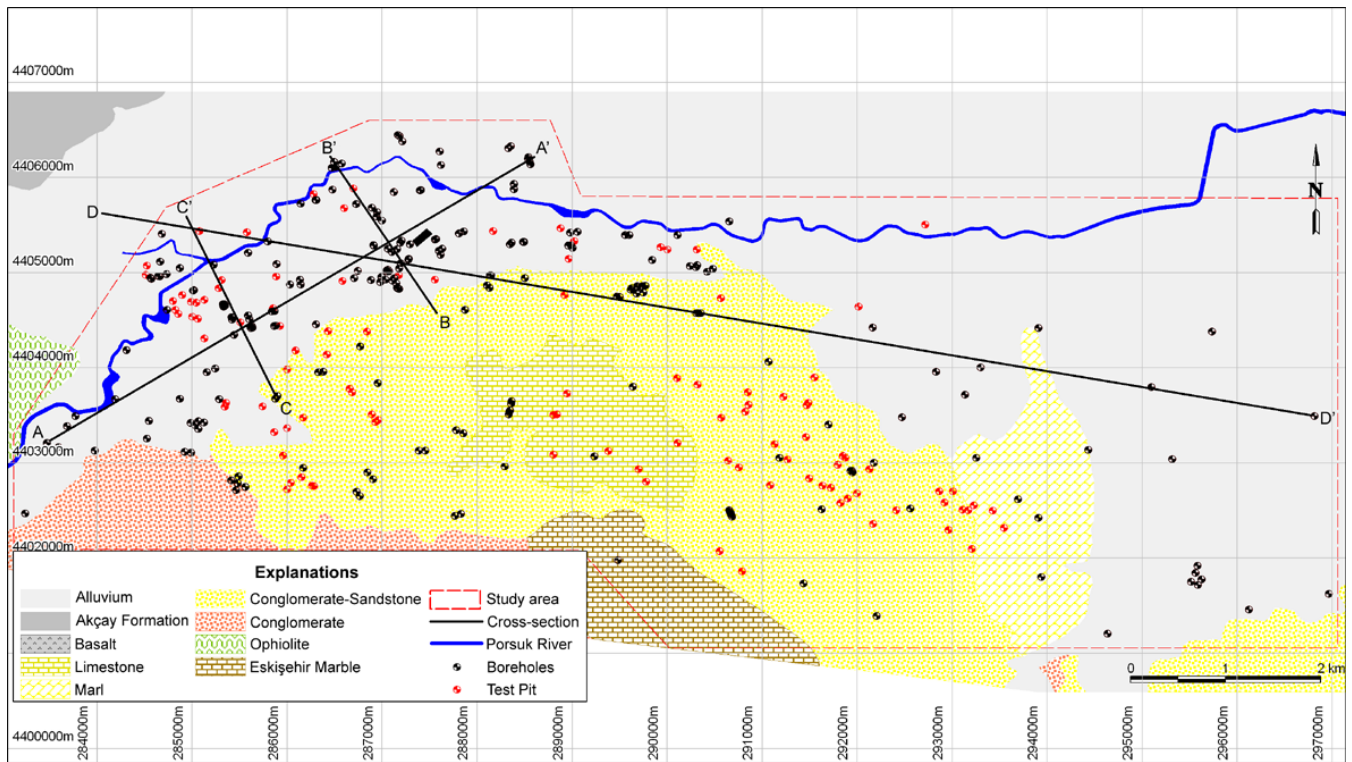 4407000m
4406000m
4405000m
4404000m
4403000m
4402000m
4400000m
B'
A'
D
C'
N
B
C
A
D'
Explanations
Alluvium
Akçay Formation
Basalt
Limestone
Marl
Conglomerate-Sandstone
Conglomerate
Ophiolite
Eskişehir Marble
Study area
Cross-section
Porsuk River
Boreholes
Test Pit
0 1 2 km
284000m
285000m
286000m
287000m
288000m
289000m
290000m
291000m
292000m
293000m
294000m
295000m
296000m
297000m